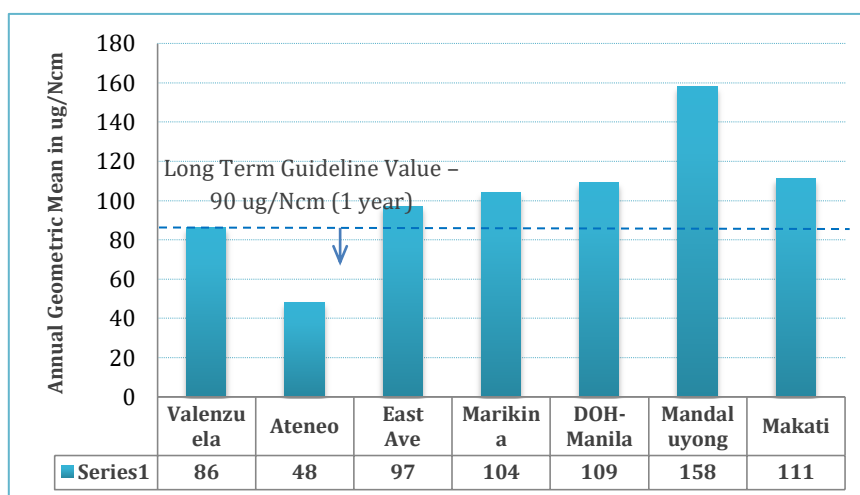 Annual Geometric Mean in ug/Ncm
180
160
140
120
100
80
60
40
20
0
Long Term Guideline Value –
90 ug/Ncm (1 year)
Valenzu
ela
Ateneo
East
Ave
Marikin
a
DOH-
Manila
Mandal
uyong
Makati
Series1 86 48 97 104 109 158 111